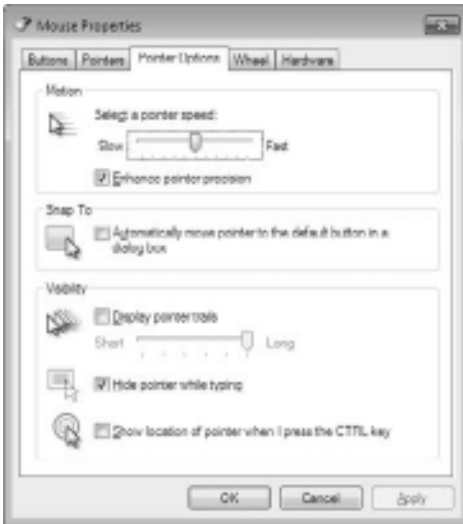 Mouse Properties
Buttons Pointers Pointer Options Wheel Hardware
Motion
Select a pointer speed:
Slow Fast
Enhance pointer precision
Snap To
Automatically move pointer to the default button in a
dialog box
Visibility
Display pointer trails
Short Long
Hide pointer while typing
Show location of pointer when I press the CTRL key
OK Cancel Apply